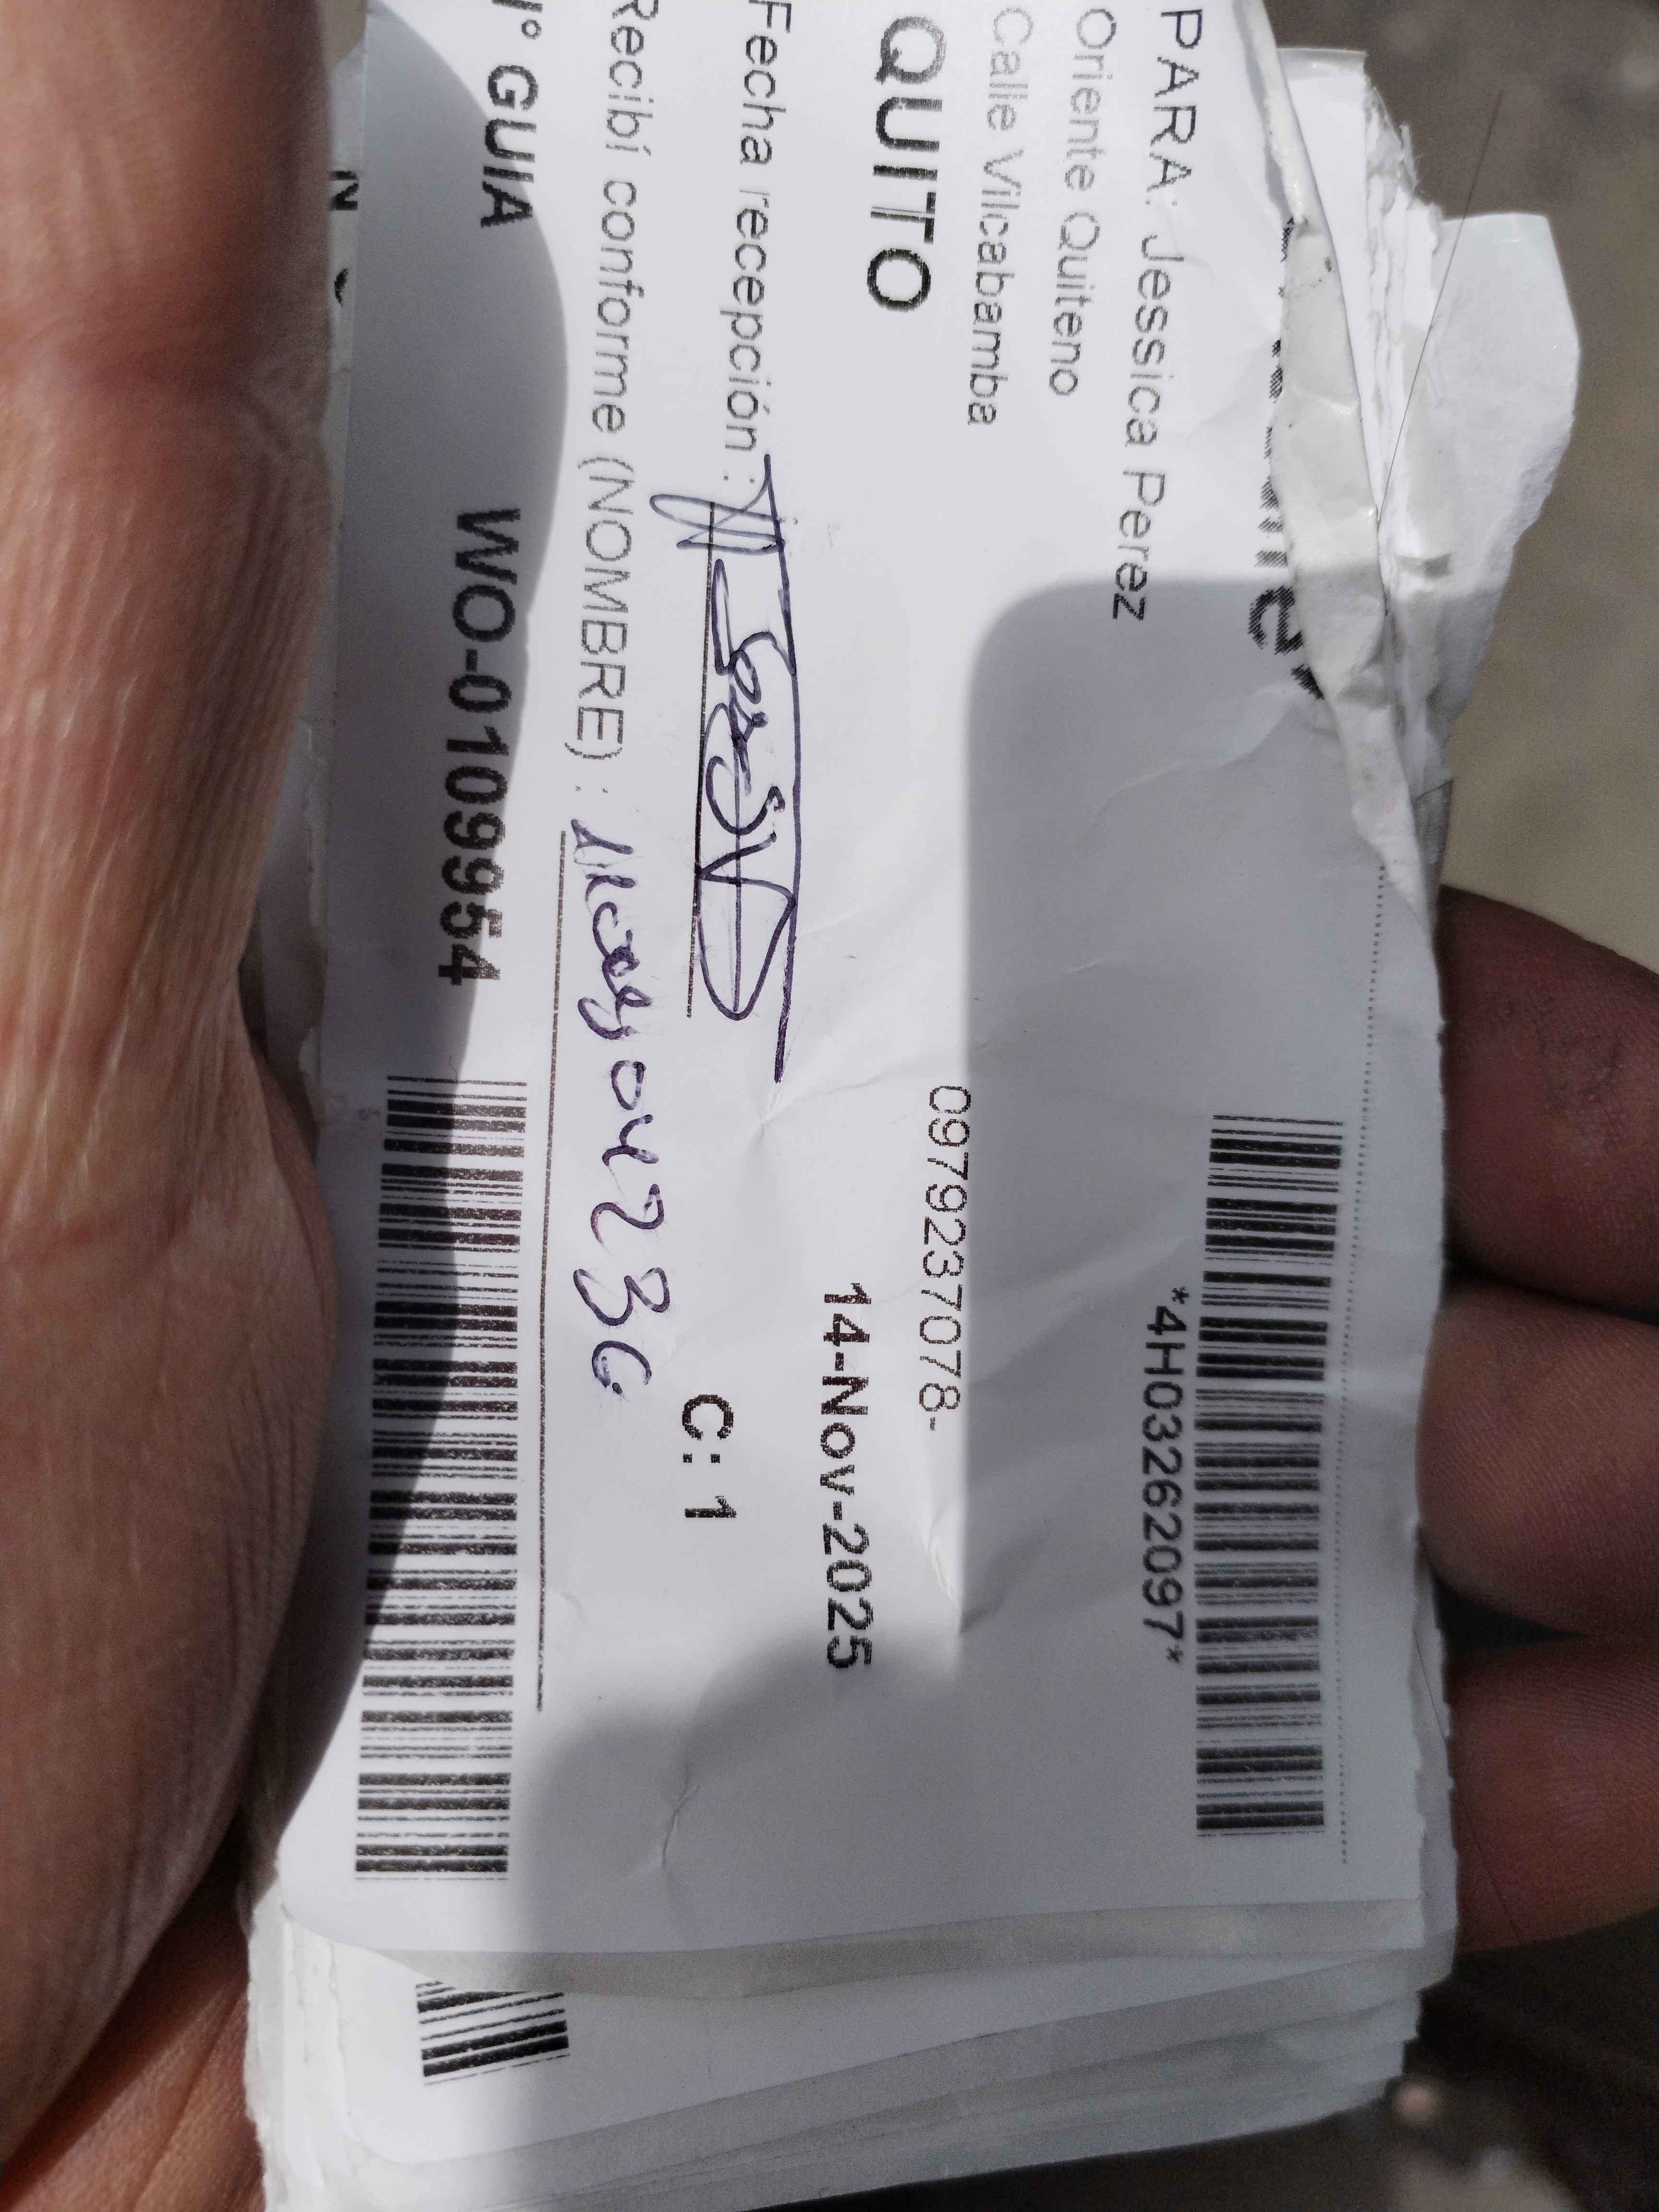 *4H03262097*
PARA: Jessica Perez
Oriente Quiteno
Calle Vilcabamba
0979237078-
QUITO
14-Nov-2025
Fecha recepción :
C: 1
Recibí conforme (NOMBRE) :
N° GUIA WO-0109954